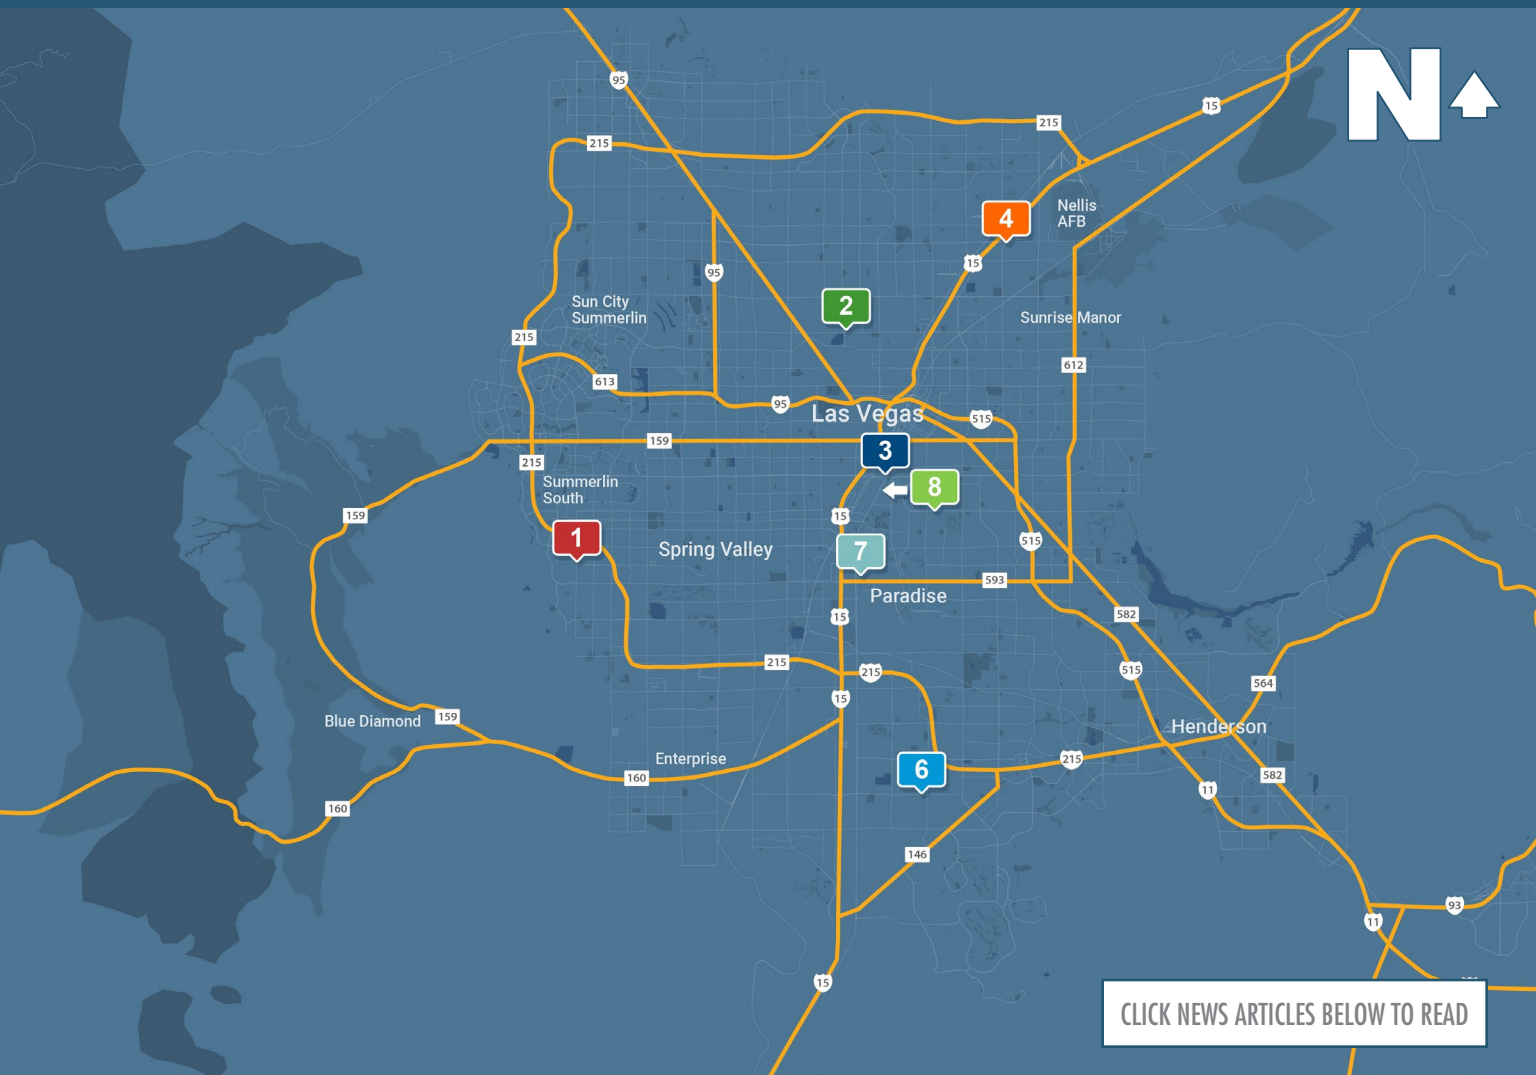 95
N
15
215
215
4
Nellis
AFB
15
95
2
Sun City
Summerlin
Sunrise Manor
215
612
613
95
Las Vegas
515
159
3
215
Summerlin
South
8
159
15
1
515
7
Spring Valley
593
Paradise
15
582
215
215
515
564
15
Blue Diamond
159
Henderson
Enterprise
215
6
160
582
11
160
146
93
11
15
CLICK NEWS ARTICLES BELOW TO READ